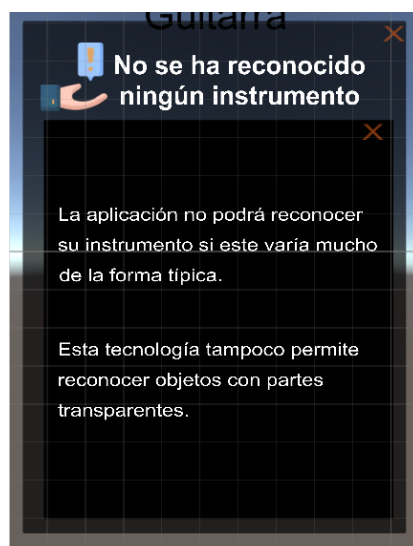 Guitarra
No se ha reconocido
ningún instrumento
La aplicación no podrá reconocer
su instrumento si este varía mucho
de la forma típica.
Esta tecnología tampoco permite
reconocer objetos con partes
transparentes.